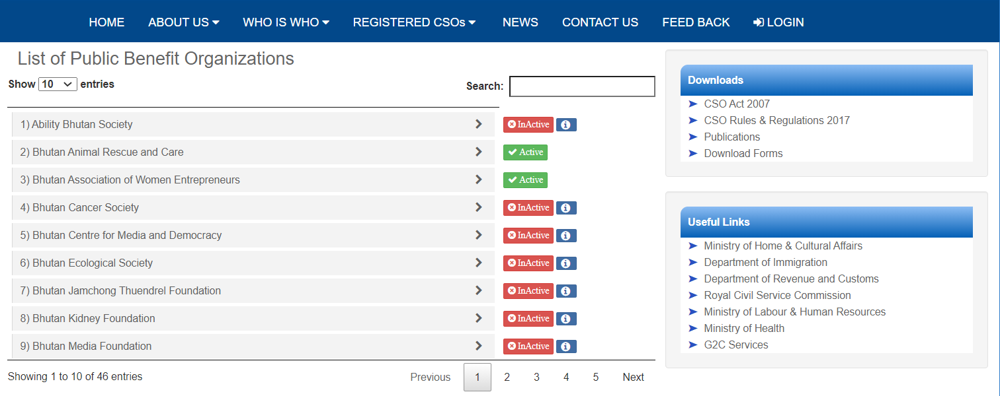 HOME ABOUT US WHO IS WHO REGISTERED CSOs NEWS CONTACT US FEED BACK LOGIN
List of Public Benefit Organizations
Show 10 entries
Search:
1) Ability Bhutan Society InActive
2) Bhutan Animal Rescue and Care Active
3) Bhutan Association of Women Entrepreneurs Active
4) Bhutan Cancer Society InActive
5) Bhutan Centre for Media and Democracy InActive
6) Bhutan Ecological Society InActive
7) Bhutan Jamchong Thuendrel Foundation InActive
8) Bhutan Kidney Foundation InActive
9) Bhutan Media Foundation InActive
Showing 1 to 10 of 46 entries
Previous 1 2 3 4 5 Next
Downloads
CSO Act 2007
CSO Rules & Regulations 2017
Publications
Download Forms
Useful Links
Ministry of Home & Cultural Affairs
Department of Immigration
Department of Revenue and Customs
Royal Civil Service Commission
Ministry of Labour & Human Resources
Ministry of Health
G2C Services